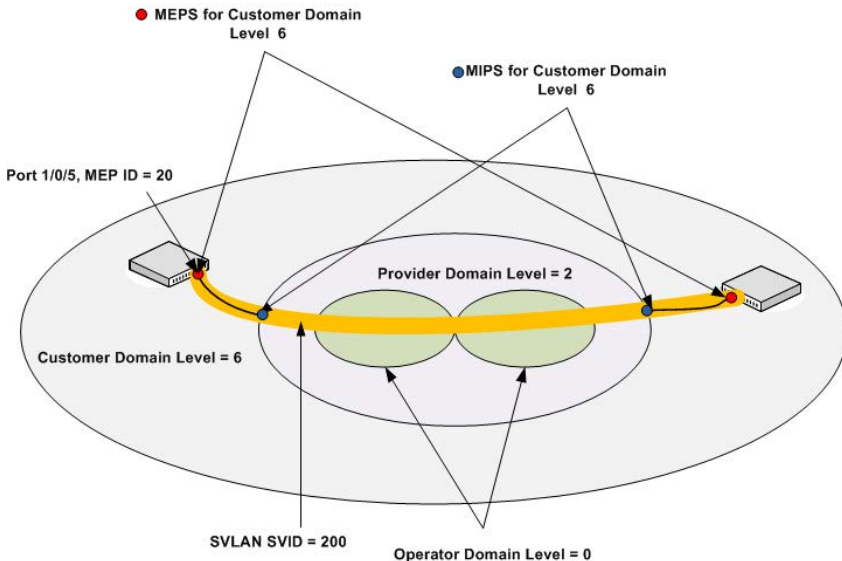 MEPS for Customer Domain
Level 6
MIPS for Customer Domain
Level 6
Port 1/0/5, MEP ID = 20
Provider Domain Level = 2
Customer Domain Level = 6
SVLAN SVID = 200
Operator Domain Level = 0